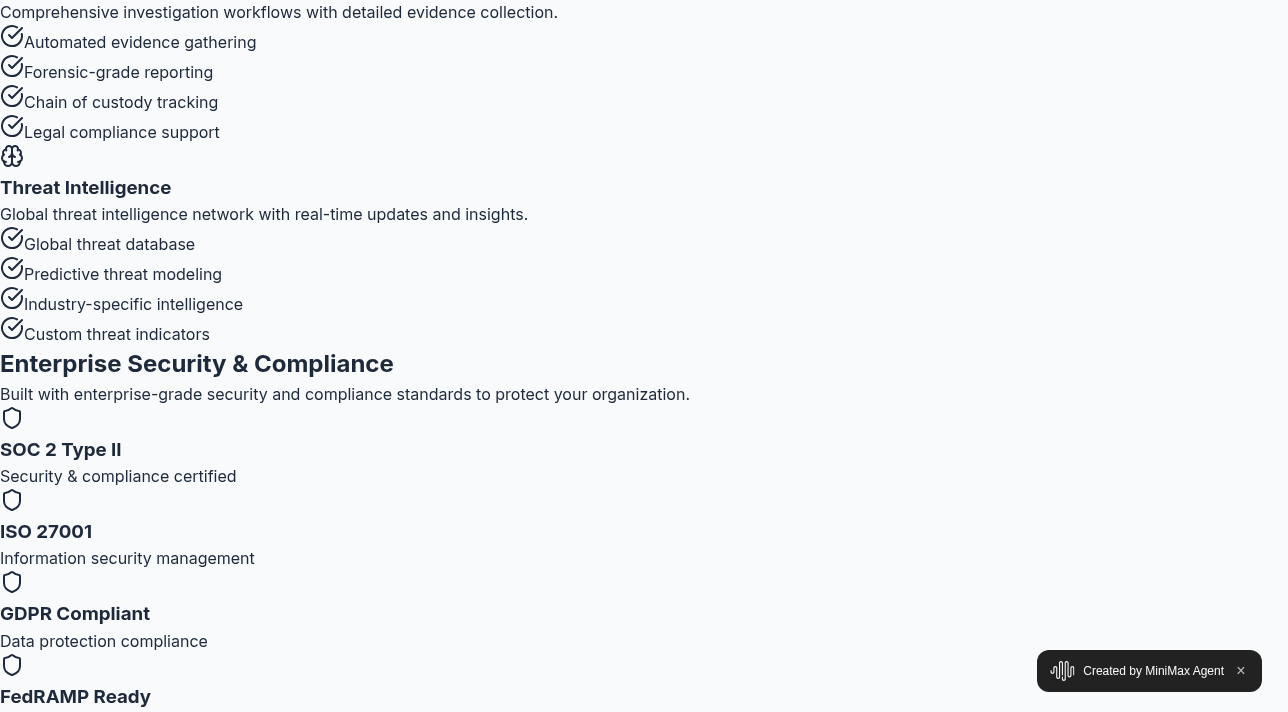 Comprehensive investigation workflows with detailed evidence collection.
Automated evidence gathering
Forensic-grade reporting
Chain of custody tracking
Legal compliance support
Threat Intelligence
Global threat intelligence network with real-time updates and insights.
Global threat database
Predictive threat modeling
Industry-specific intelligence
Custom threat indicators
Enterprise Security & Compliance
Built with enterprise-grade security and compliance standards to protect your organization.
SOC 2 Type II
Security & compliance certified
ISO 27001
Information security management
GDPR Compliant
Data protection compliance
FedRAMP Ready
Created by MiniMax Agent